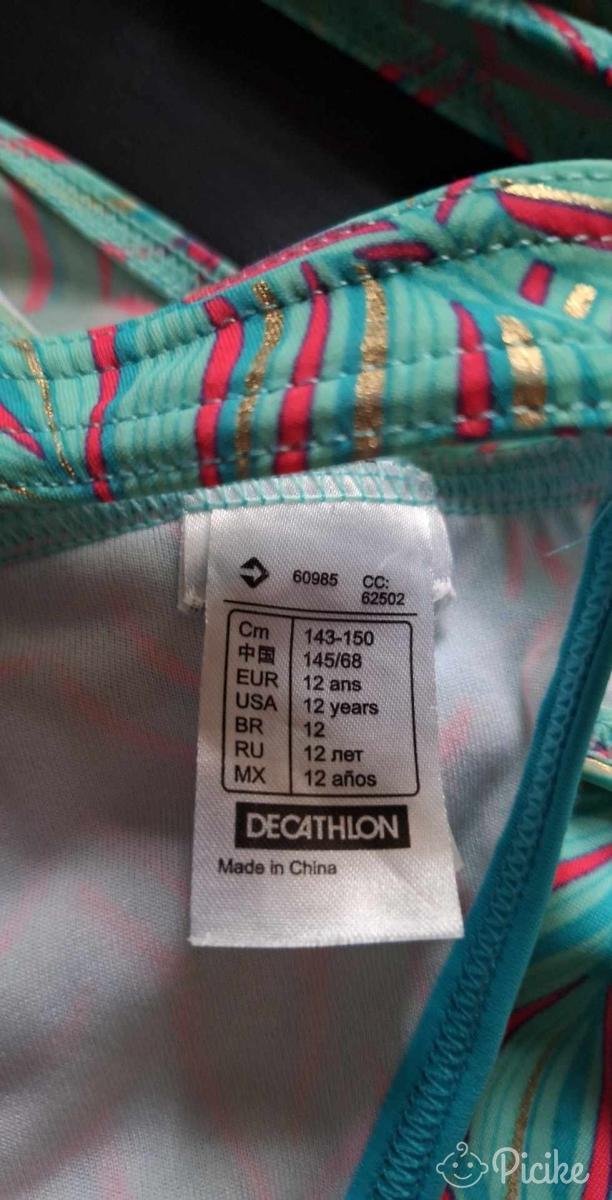 60985 CC:
62502
Cm 143-150
中国 145/68
EUR 12 ans
USA 12 years
BR 12
RU 12 лет
MX 12 años
DECATHLON
Made in China
Picike